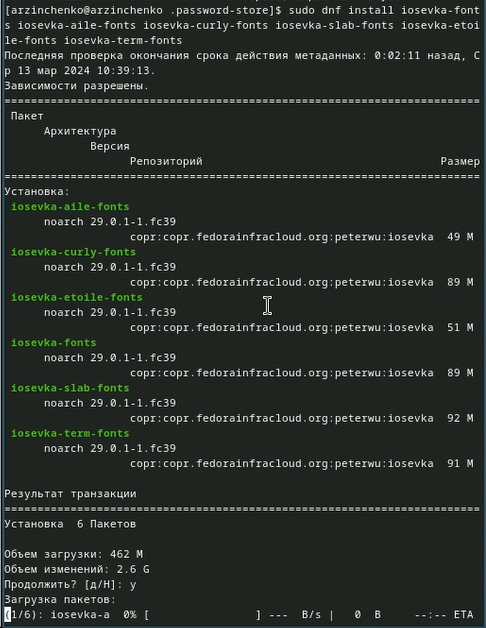 [arzinchenko@arzinchenko .password-store]$ sudo dnf install iosevka-font
s iosevka-aile-fonts iosevka-curly-fonts iosevka-slab-fonts iosevka-etoi
le-fonts iosevka-term-fonts
Последняя проверка окончания срока действия метаданных: 0:02:11 назад, С
р 13 мар 2024 10:39:13.
Зависимости разрешены.
========================================================================
Пакет
Архитектура
Версия
Репозиторий Размер
========================================================================
Установка:
iosevka-aile-fonts
noarch 29.0.1-1.fc39
copr:copr.fedorainfracloud.org:peterwu:iosevka 49 M
iosevka-curly-fonts
noarch 29.0.1-1.fc39
copr:copr.fedorainfracloud.org:peterwu:iosevka 89 M
iosevka-etoile-fonts
noarch 29.0.1-1.fc39
copr:copr.fedorainfracloud.org:peterwu:iosevka 51 M
iosevka-fonts
noarch 29.0.1-1.fc39
copr:copr.fedorainfracloud.org:peterwu:iosevka 89 M
iosevka-slab-fonts
noarch 29.0.1-1.fc39
copr:copr.fedorainfracloud.org:peterwu:iosevka 92 M
iosevka-term-fonts
noarch 29.0.1-1.fc39
copr:copr.fedorainfracloud.org:peterwu:iosevka 91 M
Результат транзакции
========================================================================
Установка 6 Пакетов
Объем загрузки: 462 M
Объем изменений: 2.6 G
Продолжить? [д/Н]: y
Загрузка пакетов:
(1/6): iosevka-a 0% [ ] --- B/s | 0 B --:-- ETA